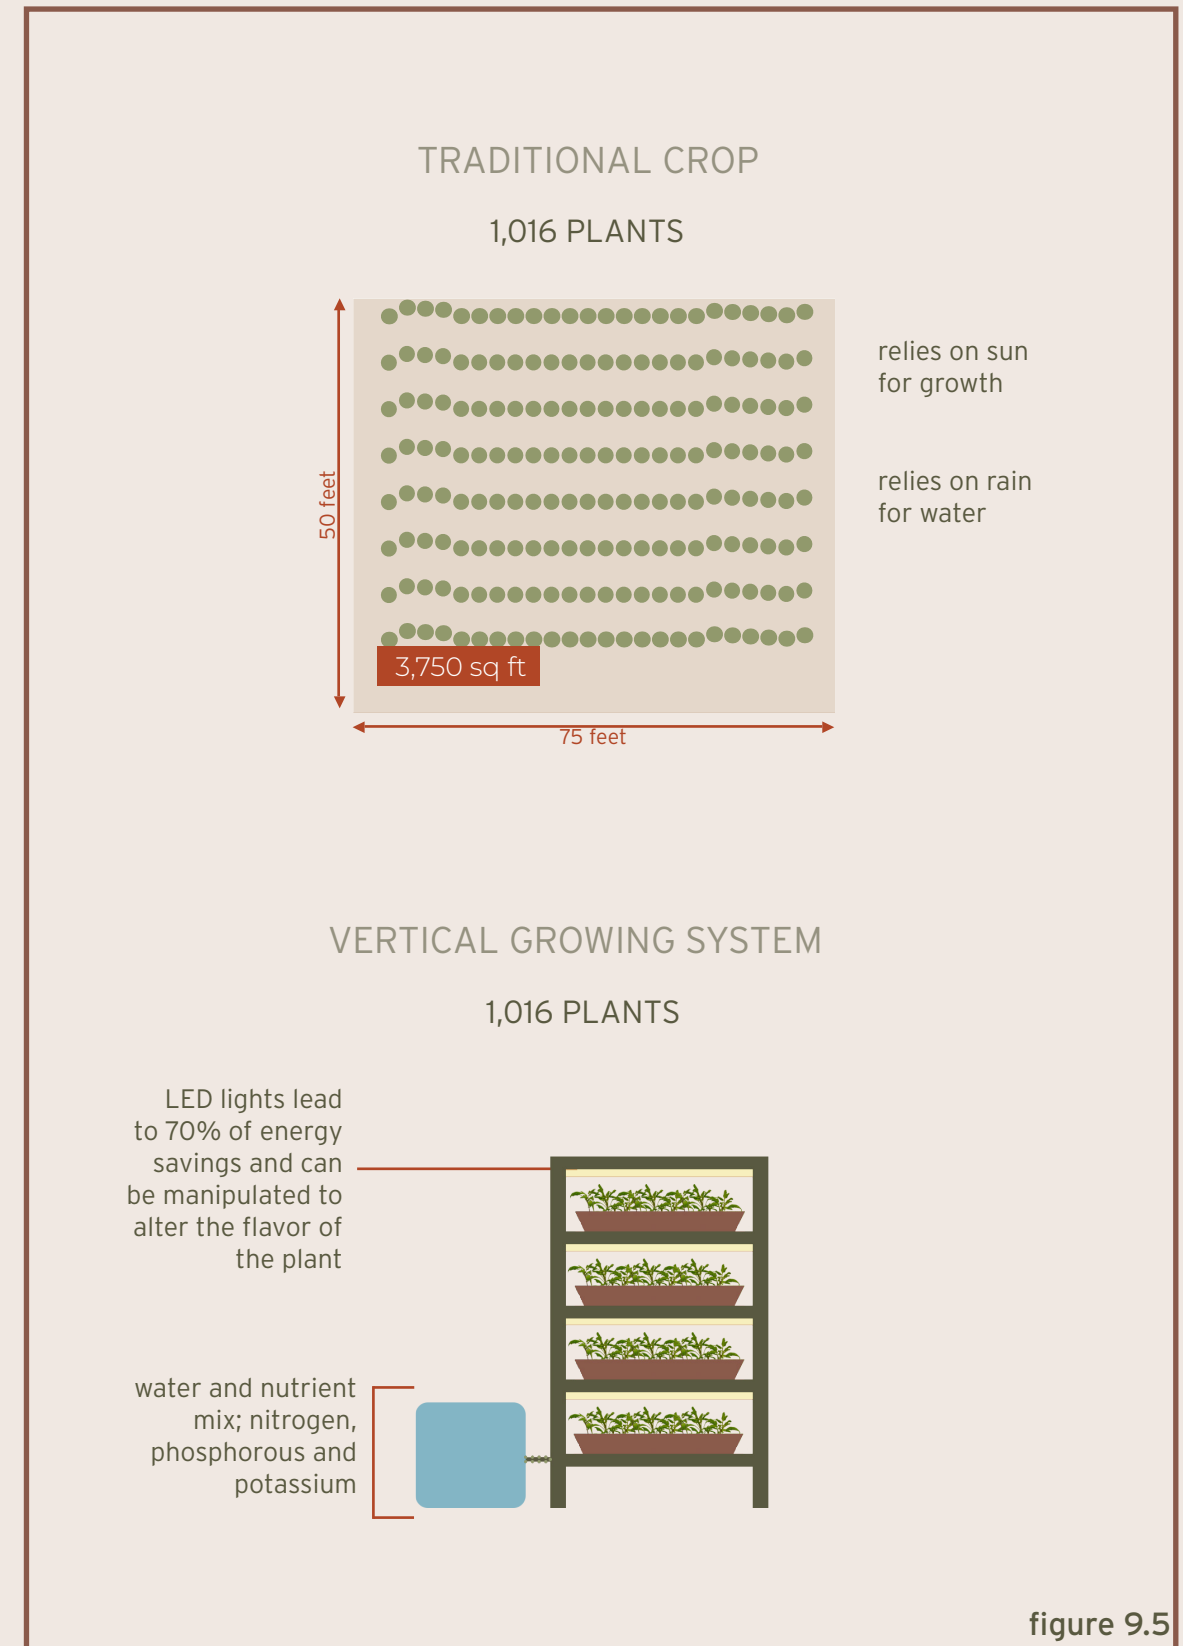 TRADITIONAL CROP
1,016 PLANTS
relies on sun
for growth
relies on rain
for water
50 feet
3,750 sq ft
75 feet
VERTICAL GROWING SYSTEM
1,016 PLANTS
LED lights lead
to 70% of energy
savings and can
be manipulated to
alter the flavor of
the plant
water and nutrient
mix; nitrogen,
phosphorous and
potassium
figure 9.5